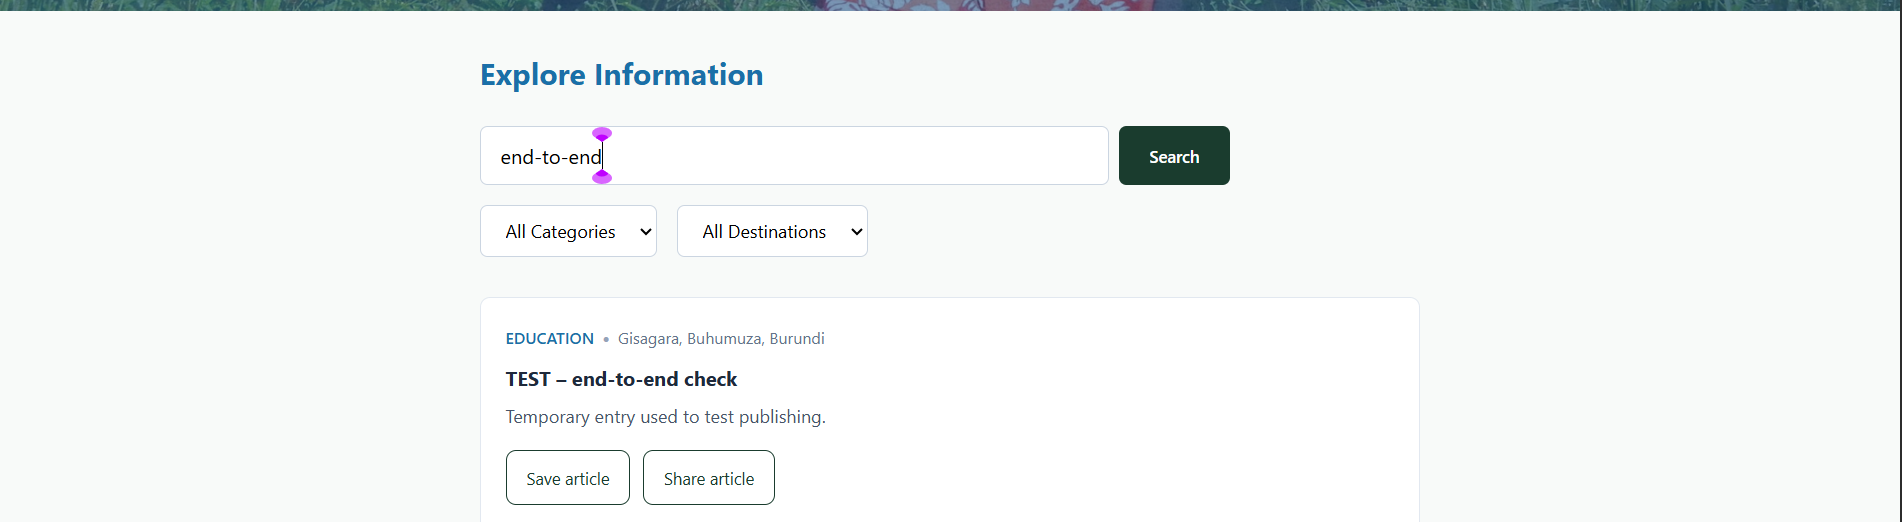 Explore Information
end-to-end
Search
All Categories
All Destinations
EDUCATION • Gisagara, Buhumuza, Burundi
TEST – end-to-end check
Temporary entry used to test publishing.
Save article
Share article